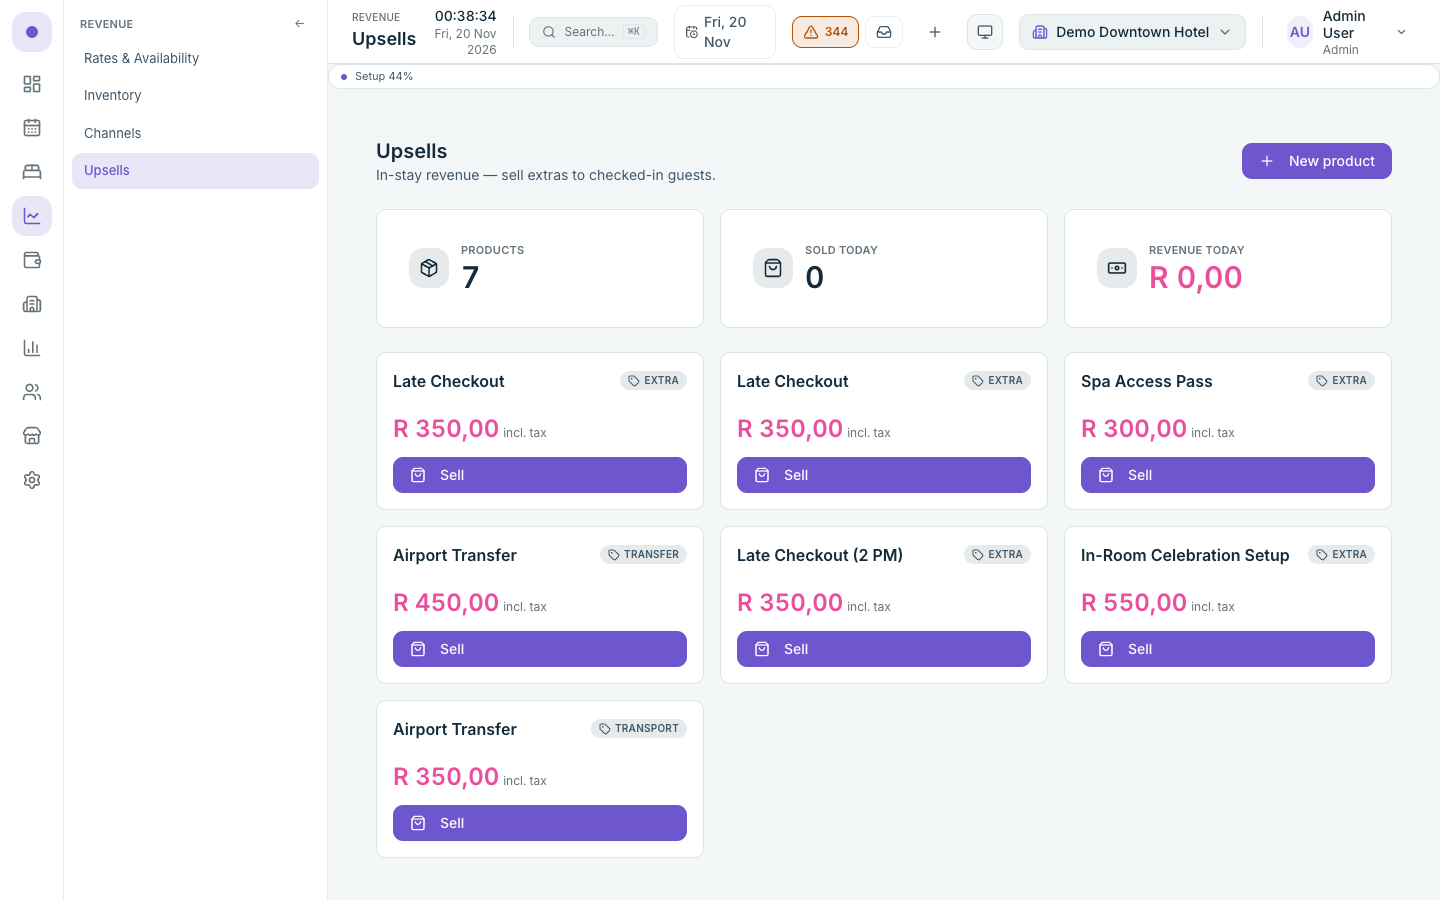 REVENUE
Rates & Availability
Inventory
Channels
Upsells
REVENUE
Upsells
00:38:34
Fri, 20 Nov
2026
Search... ⌘K
Fri, 20
Nov
344
Demo Downtown Hotel
AU
Admin
User
Admin
Setup 44%
Upsells
In-stay revenue — sell extras to checked-in guests.
New product
PRODUCTS
7
SOLD TODAY
0
REVENUE TODAY
R 0,00
Late Checkout EXTRA
R 350,00 incl. tax
Sell
Late Checkout EXTRA
R 350,00 incl. tax
Sell
Spa Access Pass EXTRA
R 300,00 incl. tax
Sell
Airport Transfer TRANSFER
R 450,00 incl. tax
Sell
Late Checkout (2 PM) EXTRA
R 350,00 incl. tax
Sell
In-Room Celebration Setup EXTRA
R 550,00 incl. tax
Sell
Airport Transfer TRANSPORT
R 350,00 incl. tax
Sell